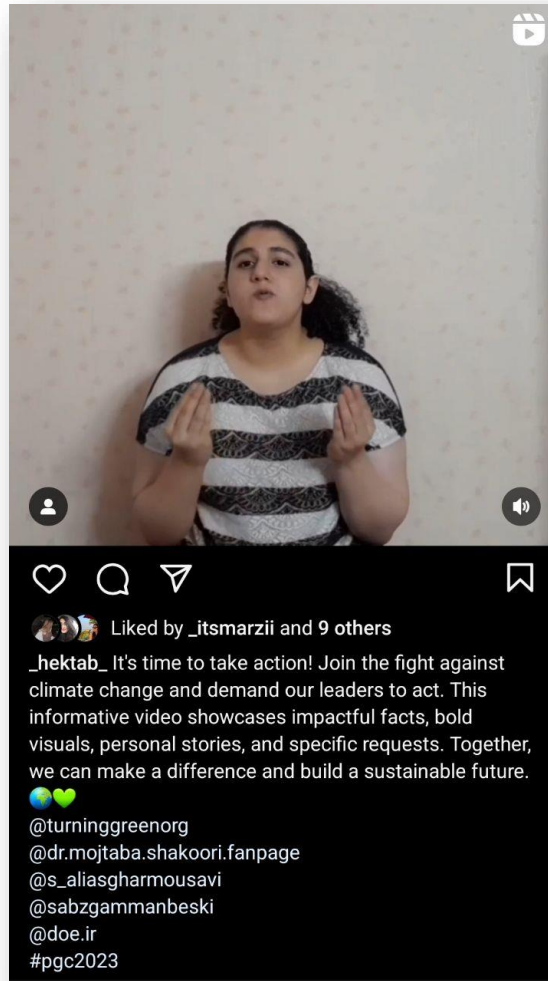 Liked by _itsmarzii and 9 others
_hektab_ It's time to take action! Join the fight against
climate change and demand our leaders to act. This
informative video showcases impactful facts, bold
visuals, personal stories, and specific requests. Together,
we can make a difference and build a sustainable future.
🌍💚
@turninggreenorg
@dr.mojtaba.shakoori.fanpage
@s_aliasgharmousavi
@sabzgammanbeski
@doe.ir
#pgc2023